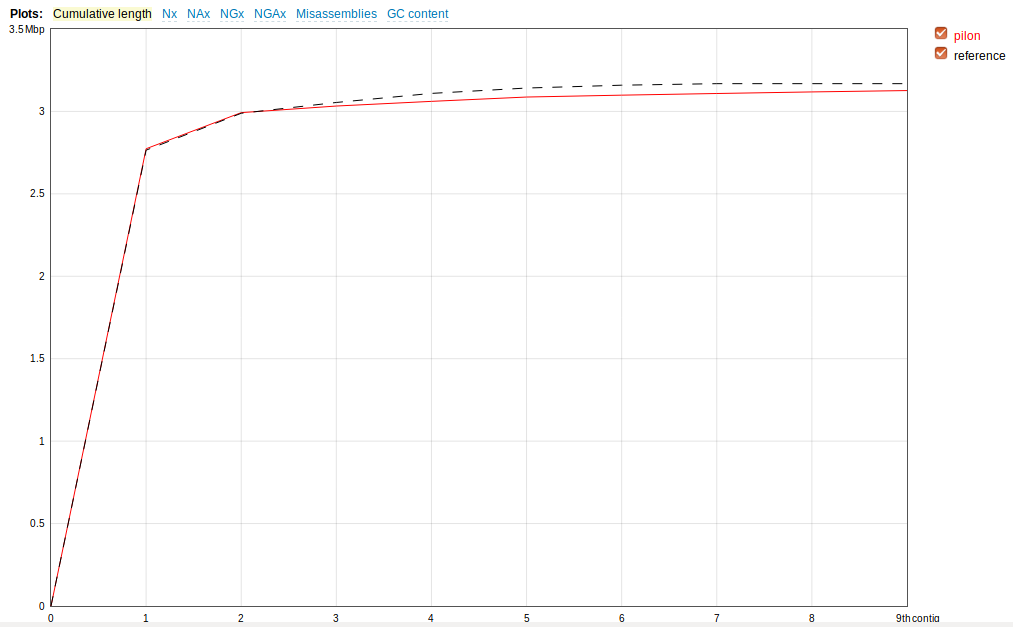 Plots: Cumulative length Nx NAx NGx NGAx Misassemblies GC content
3.5 Mbp
pilon
reference
3
2.5
2
1.5
1
0.5
0
0 1 2 3 4 5 6 7 8 9th contig